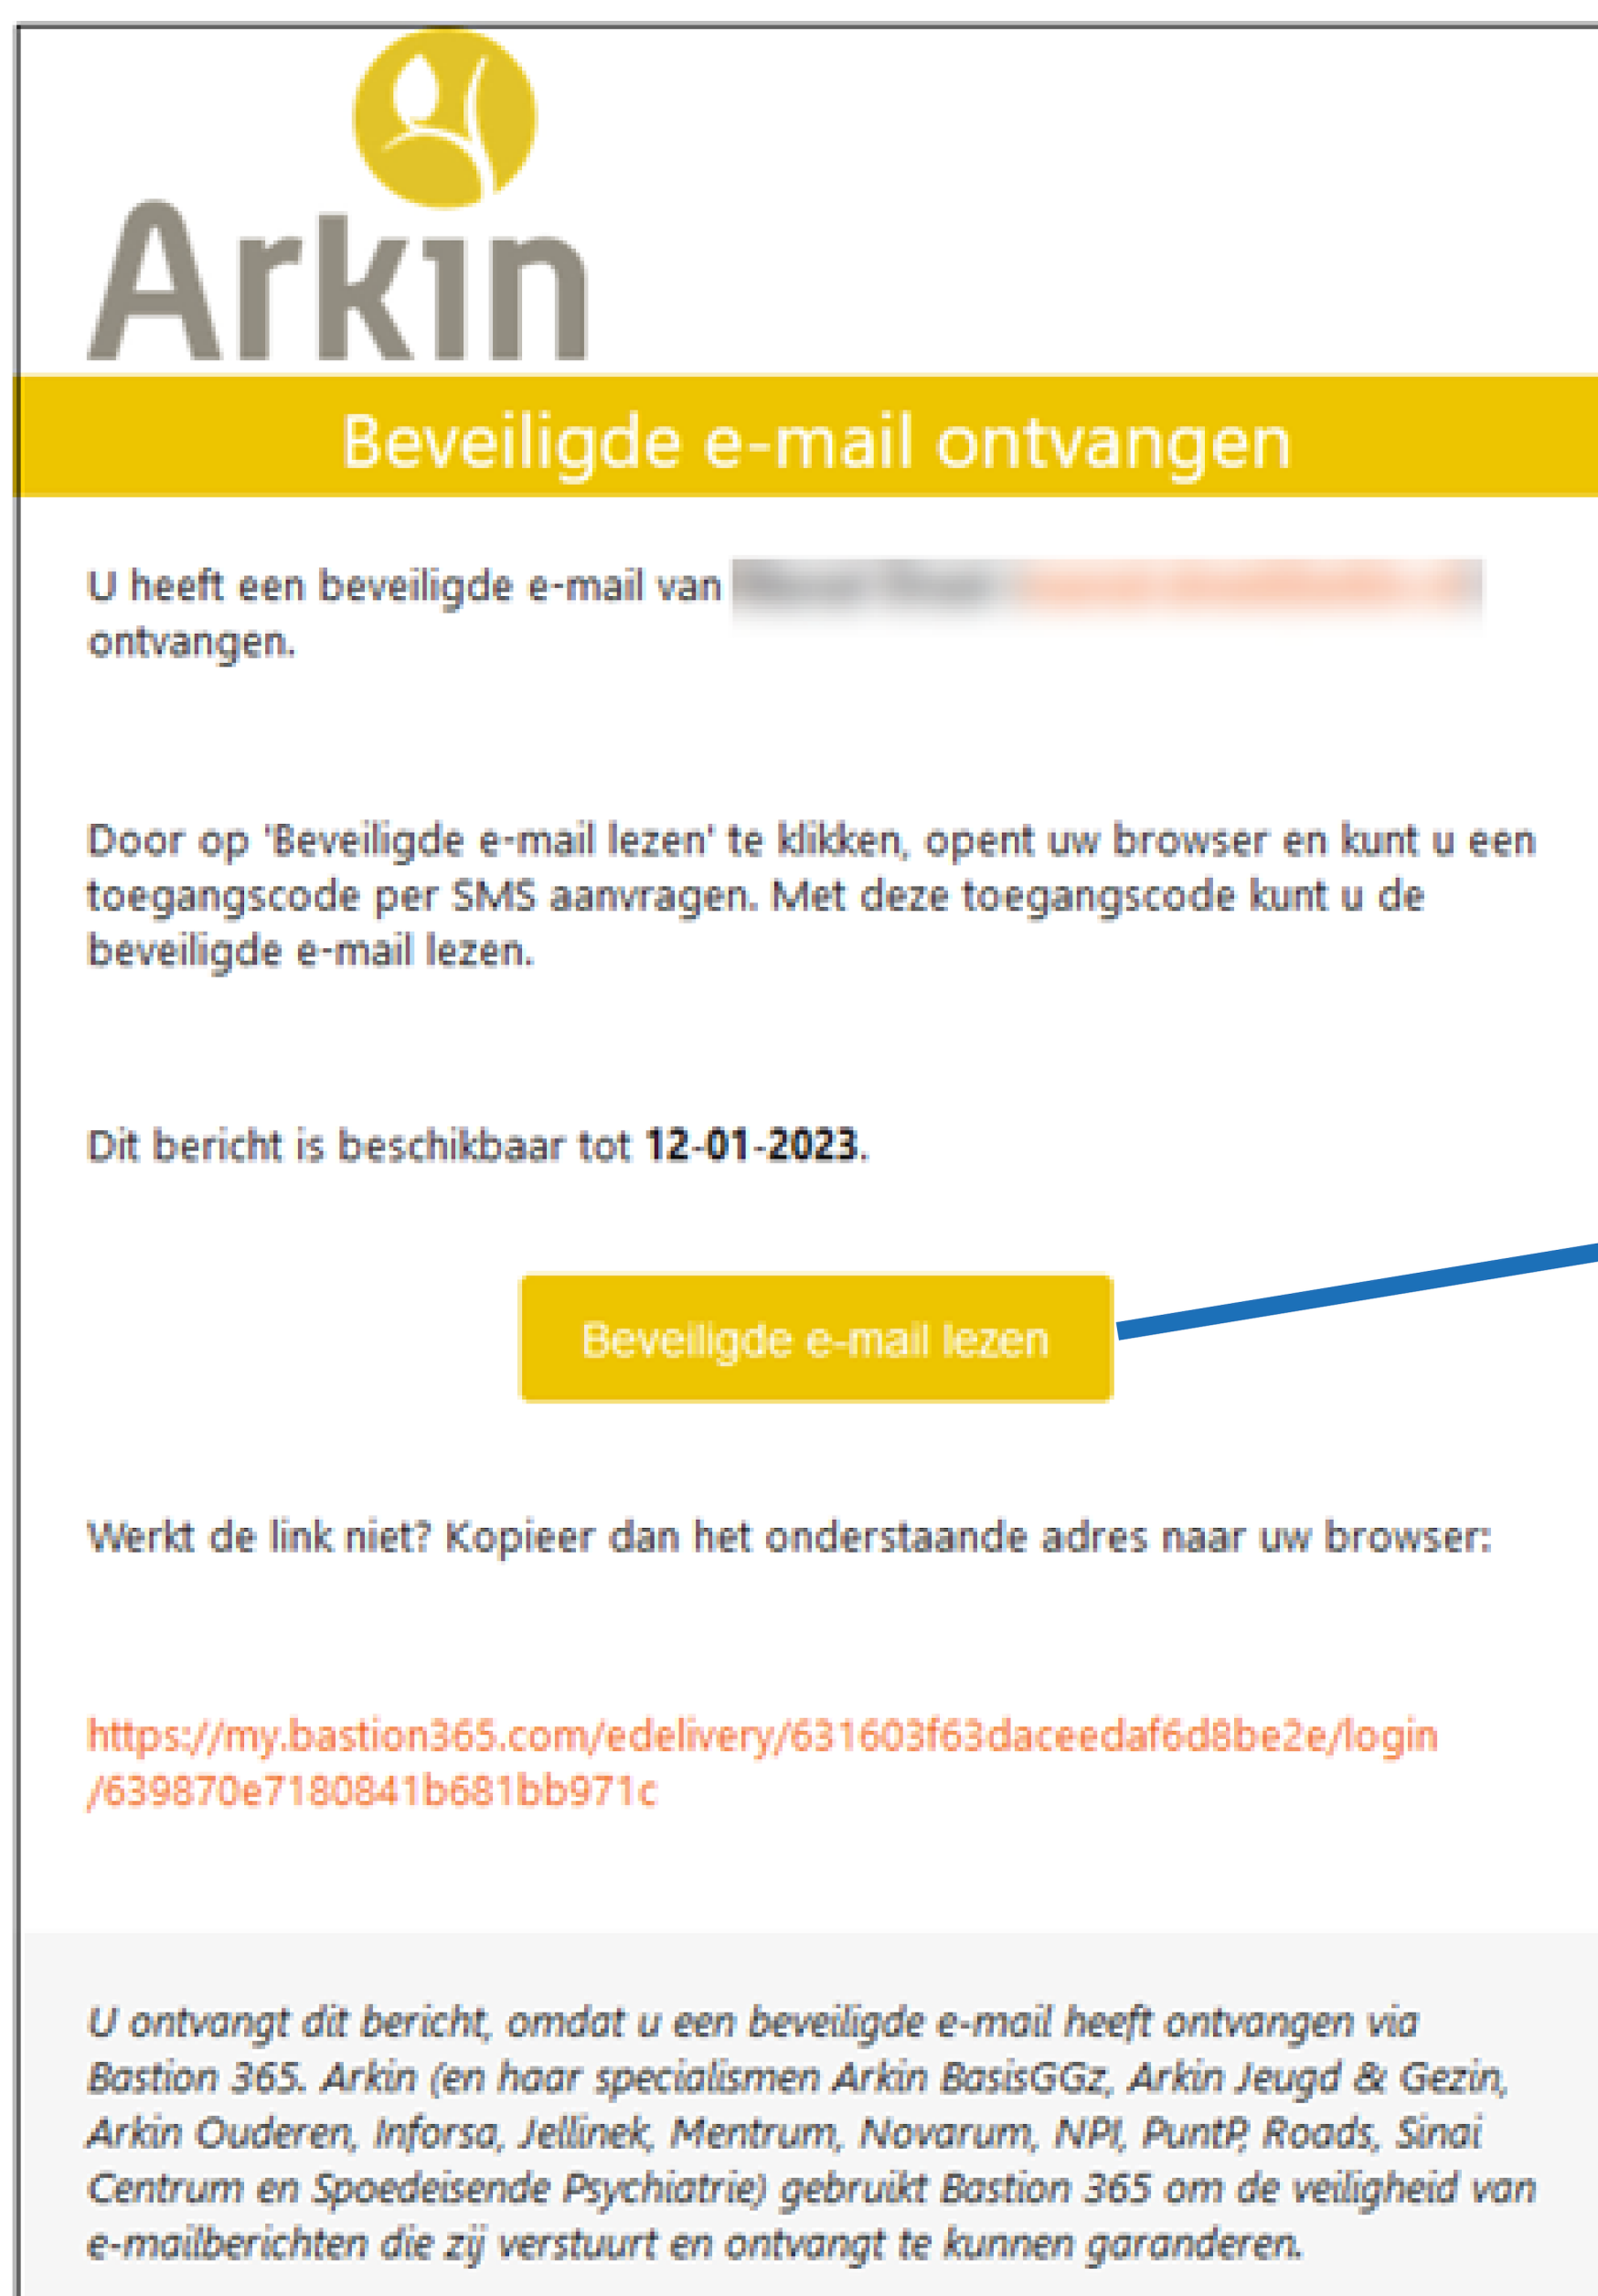 Arkin
Beveiligde e-mail ontvangen
U heeft een beveiligde e-mail van
ontvangen.
Door op 'Beveiligde e-mail lezen' te klikken, opent uw browser en kunt u een
toegangscode per SMS aanvragen. Met deze toegangscode kunt u de
beveiligde e-mail lezen.
Dit bericht is beschikbaar tot 12-01-2023.
Beveiligde e-mail lezen
Werkt de link niet? Kopieer dan het onderstaande adres naar uw browser:
https://my.bastion365.com/edelivery/631603f63daceedaf6d8be2e/login
/639870e7180841b681bb971c
U ontvangt dit bericht, omdat u een beveiligde e-mail heeft ontvangen via
Bastion 365. Arkin (en haar specialismen Arkin BasisGGz, Arkin Jeugd & Gezin,
Arkin Ouderen, Inforsa, Jellinek, Mentrum, Novarum, NPI, PuntP, Roads, Sinai
Centrum en Spoedeisende Psychiatrie) gebruikt Bastion 365 om de veiligheid van
e-mailberichten die zij verstuurt en ontvangt te kunnen garanderen.